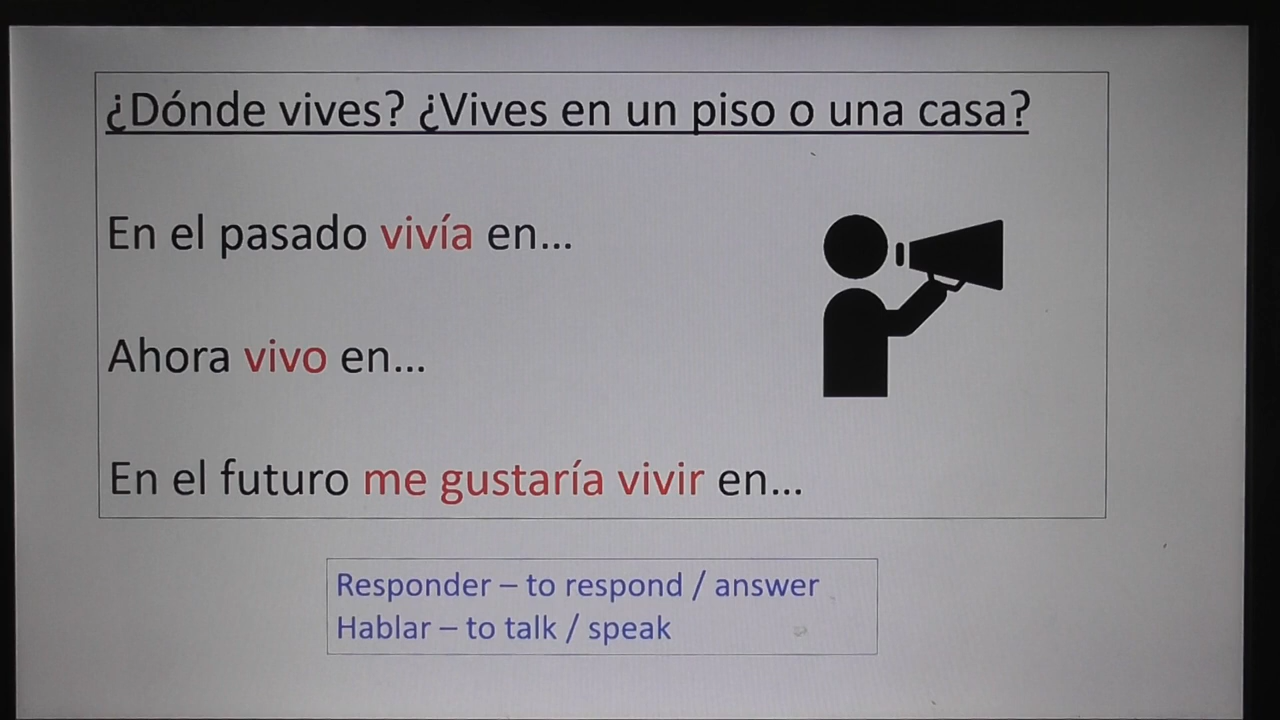 ¿Dónde vives? ¿Vives en un piso o una casa?
En el pasado vivía en...
Ahora vivo en...
En el futuro me gustaría vivir en...
Responder – to respond / answer
Hablar – to talk / speak